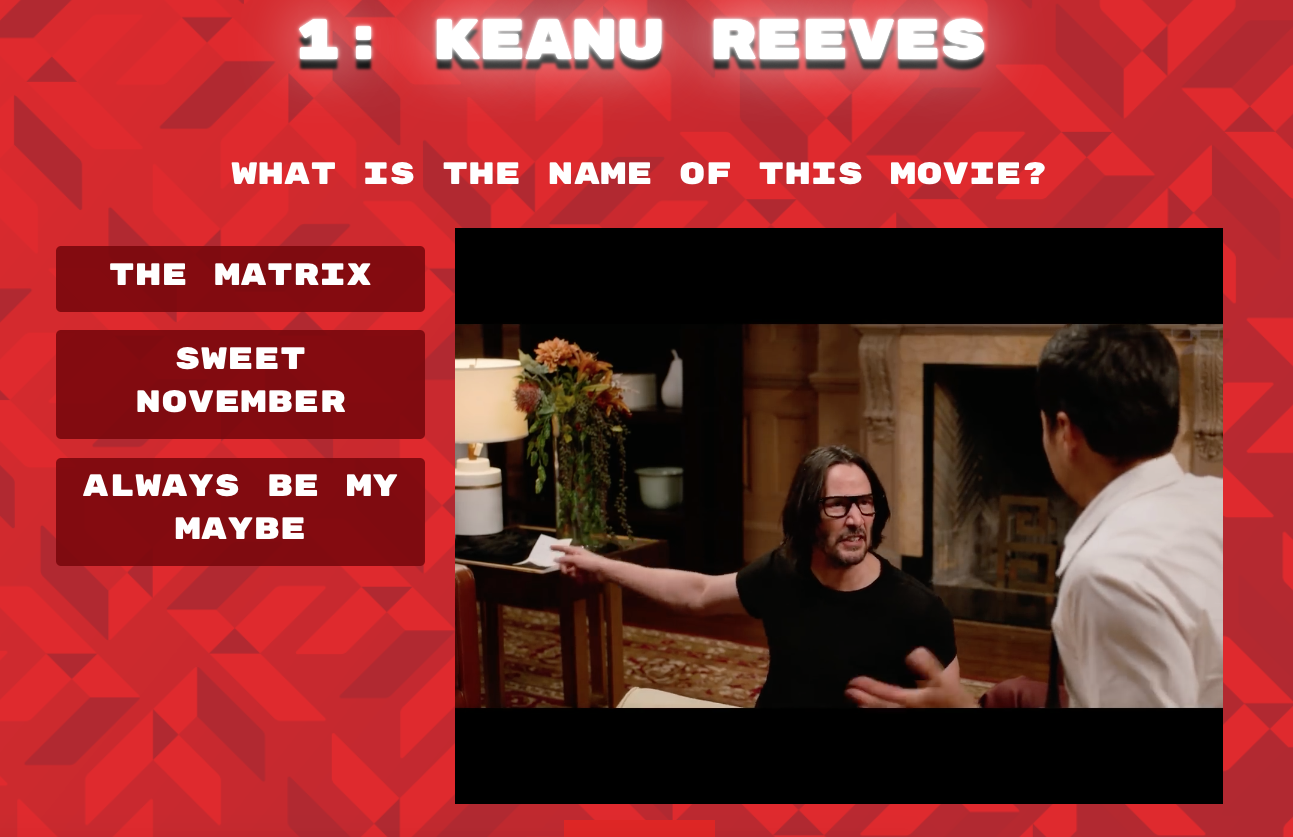 1: KEANU REEVES
WHAT IS THE NAME OF THIS MOVIE?
THE MATRIX
SWEET
NOVEMBER
ALWAYS BE MY
MAYBE